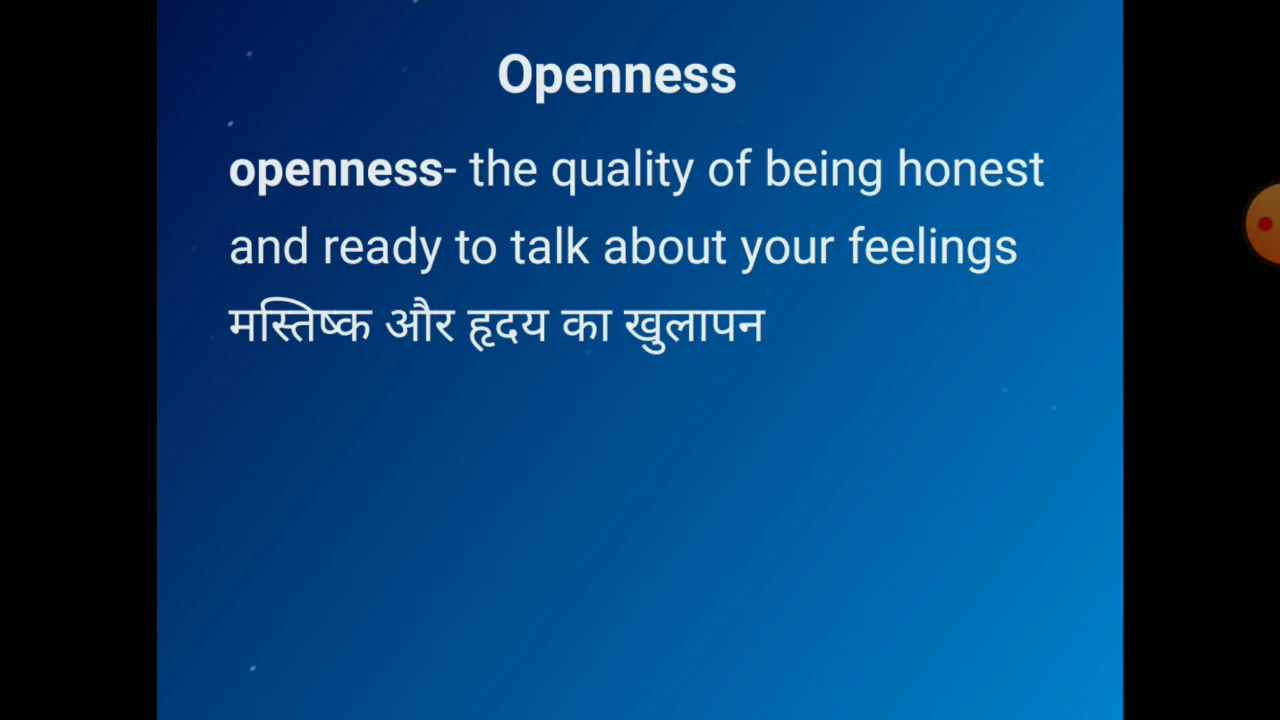 Openness
openness- the quality of being honest
and ready to talk about your feelings
मस्तिष्क और हृदय का खुलापन